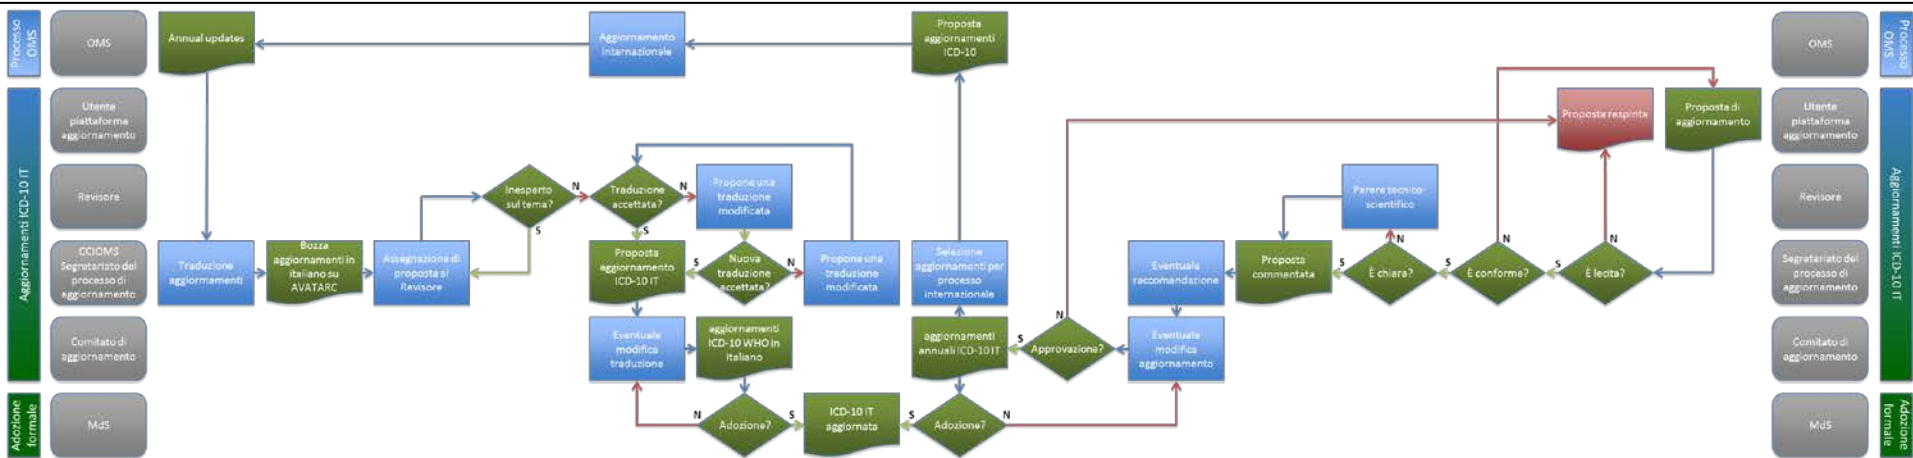 Processo
OMS
OMS
Annual updates
Aggiornamento
internazionale
Proposta
aggiornamenti
ICD-10
OMS
Processo
OMS
Aggiornamenti ICD-10 IT
Utente
piattaforma
aggiornamento
Proposta respinta
Proposta di
aggiornamento
Utente
piattaforma
aggiornamento
Aggiornamenti ICD-10 IT
Revisore
Inesperto
sul tema?
N
S
Traduzione
accettata?
N
S
Propone una
traduzione
modificata
Parere tecnico-
scientifico
Revisore
CCIOMS
Segretariato del
processo di
aggiornamento
Traduzione
aggiornamenti
Bozza
aggiornamenti in
italiano su
AVATARC
Assegnazione di
proposta ai
Revisore
Proposta
aggiornamento
ICD-10 IT
S
Nuova
traduzione
accettata?
N
Propone una
traduzione
modificata
Selezione
aggiornamenti per
processo
internazionale
Eventuale
raccomandazione
Proposta
commentata
S
È chiara?
N
S
È conforme?
N
S
È lecita?
N
Segretariato del
processo di
aggiornamento
Comitato di
aggiornamento
Eventuale
modifica
traduzione
aggiornamenti
ICD-10 WHO in
italiano
aggiornamenti
annuali ICD-10 IT
S
Approvazione?
N
Eventuale
modifica
aggiornamento
Comitato di
aggiornamento
Adozione
formale
MdS
N
Adozione?
S
ICD-10 IT
aggiornata
S
Adozione?
N
MdS
Adozione
formale